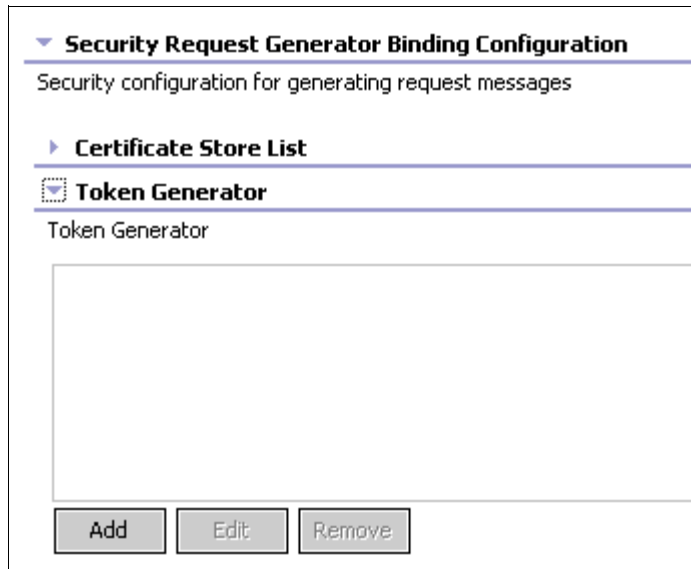 Security Request Generator Binding Configuration
Security configuration for generating request messages
Certificate Store List
Token Generator
Token Generator
Add Edit Remove